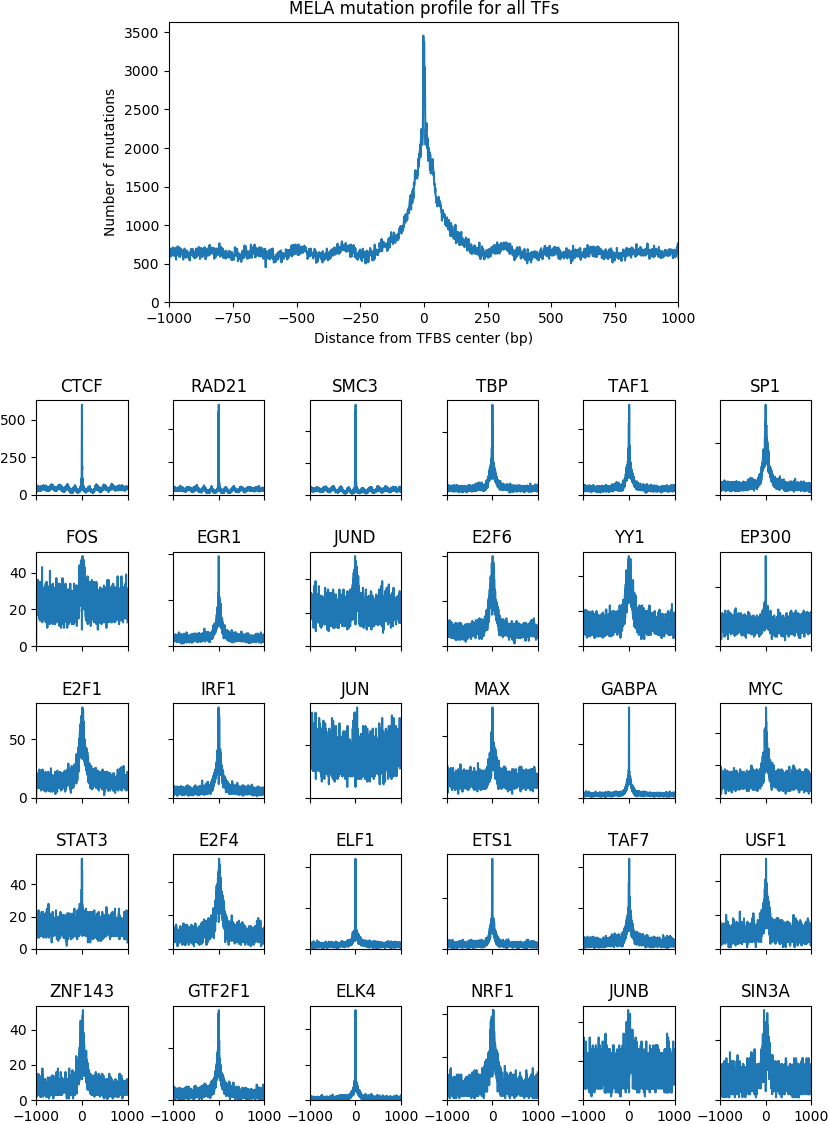 MELA mutation profile for all TFs
3500
3000
2500
2000
1500
1000
500
0
Number of mutations
−1000 −750 −500 −250 0 250 500 750 1000
Distance from TFBS center (bp)
CTCF RAD21 SMC3 TBP TAF1 SP1
500
250
0
FOS EGR1 JUND E2F6 YY1 EP300
40
20
0
E2F1 IRF1 JUN MAX GABPA MYC
50
0
STAT3 E2F4 ELF1 ETS1 TAF7 USF1
40
20
0
ZNF143 GTF2F1 ELK4 NRF1 JUNB SIN3A
40
20
0
−1000 0 1000 −1000 0 1000 −1000 0 1000 −1000 0 1000 −1000 0 1000 −1000 0 1000